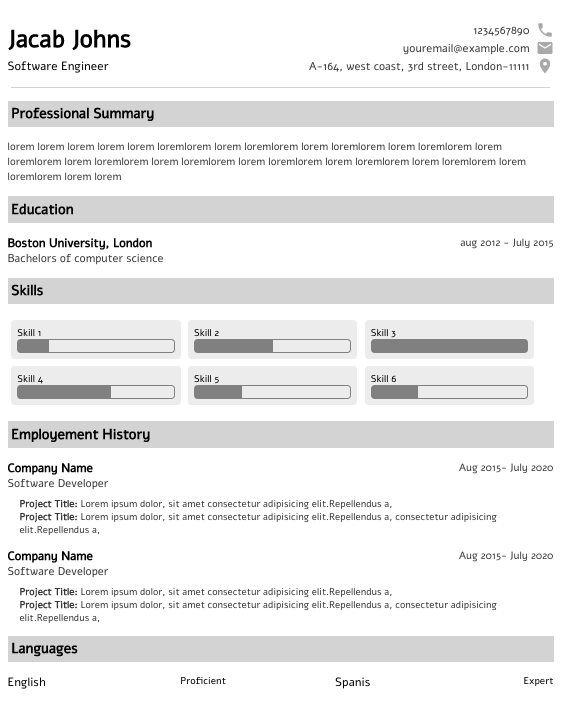 Jacab Johns
1234567890
youremail@example.com
Software Engineer
A-164, west coast, 3rd street, London-11111
Professional Summary
lorem lorem lorem lorem lorem loremlorem lorem lorem loremlorem lorem loremlorem lorem
loremlorem lorem loremlorem lorem loremlorem lorem loremlorem lorem loremlorem lorem lorem
loremlorem lorem lorem
Education
Boston University, London
aug 2012 - July 2015
Bachelors of computer science
Skills
Skill 1
Skill 2
Skill 3
Skill 4
Skill 5
Skill 6
Employement History
Company Name
Aug 2015- July 2020
Software Developer
Project Title: Lorem ipsum dolor, sit amet consectetur adipisicing elit.Repellendus a,
Project Title: Lorem ipsum dolor, sit amet consectetur adipisicing elit.Repellendus a, consectetur adipisicing
elit.Repellendus a,
Company Name
Aug 2015- July 2020
Software Developer
Project Title: Lorem ipsum dolor, sit amet consectetur adipisicing elit.Repellendus a,
Project Title: Lorem ipsum dolor, sit amet consectetur adipisicing elit.Repellendus a, consectetur adipisicing
elit.Repellendus a,
Languages
English
Proficient
Spanis
Expert